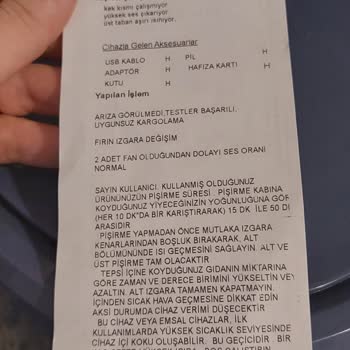 kek kısmı çalışmıyor
yüksek ses çıkarıyor
üst taban aşırı ısınıyor.
Cihazla Gelen Aksesuarlar
USB KABLO H PİL H
ADAPTOR H HAFIZA KARTI H
KUTU H
Yapılan İşlem
ARIZA GÖRÜLMEDİ,TESTLER BAŞARILI.
UYGUNSUZ KARGOLAMA
FIRIN IZGARA DEĞİŞİM
2 ADET FAN OLDUĞUNDAN DOLAYI SES ORANI
NORMAL
SAYIN KULLANICI, KULLANMIŞ OLDUĞUNUZ
ÜRÜNÜNÜZÜN PİŞİRME SÜRESİ , PİŞİRME KABINA
KOYDUĞUNUZ YİYECEĞİNİZİN YOĞUNLUĞUNA GÖR
(HER 10 DK"DA BİR KARIŞTIRARAK) 15 DK İLE 50 DI
ARASIDIR
PİŞİRME YAPMADAN ÖNCE MUTLAKA IZGARA
KENARLARINDAN BOŞLUK BIRAKARAK, ALT
BÖLÜMÜNDE ISI GEÇMESİNİ SAĞLAYIN. ALT VE
ÜST PİŞİRME TAM OLACAKTIR
TEPSİ İÇİNE KOYDUĞUNUZ GIDANIN MİKTARINA
GÖRE ZAMAN VE DERECE BİRİMİNİ YÜKSELTİN VEY
AZALTIN. ALT IZGARA TAMAMEN KAPATMAYIN.
İÇİNDEN SICAK HAVA GEÇMESİNE DİKKAT EDİN
AKSİ DURUMDA CİHAZ VERİMİ DÜŞECEKTİR
BU CİHAZ VEYA EMSAL CİHAZLAR, İLK
KULLANIMLARDA YÜKSEK SICAKLIK SEVİYESİNDE
CİHAZ İÇİ KOKU OLUŞABİLİR. BU GEÇİCİDİR BİR